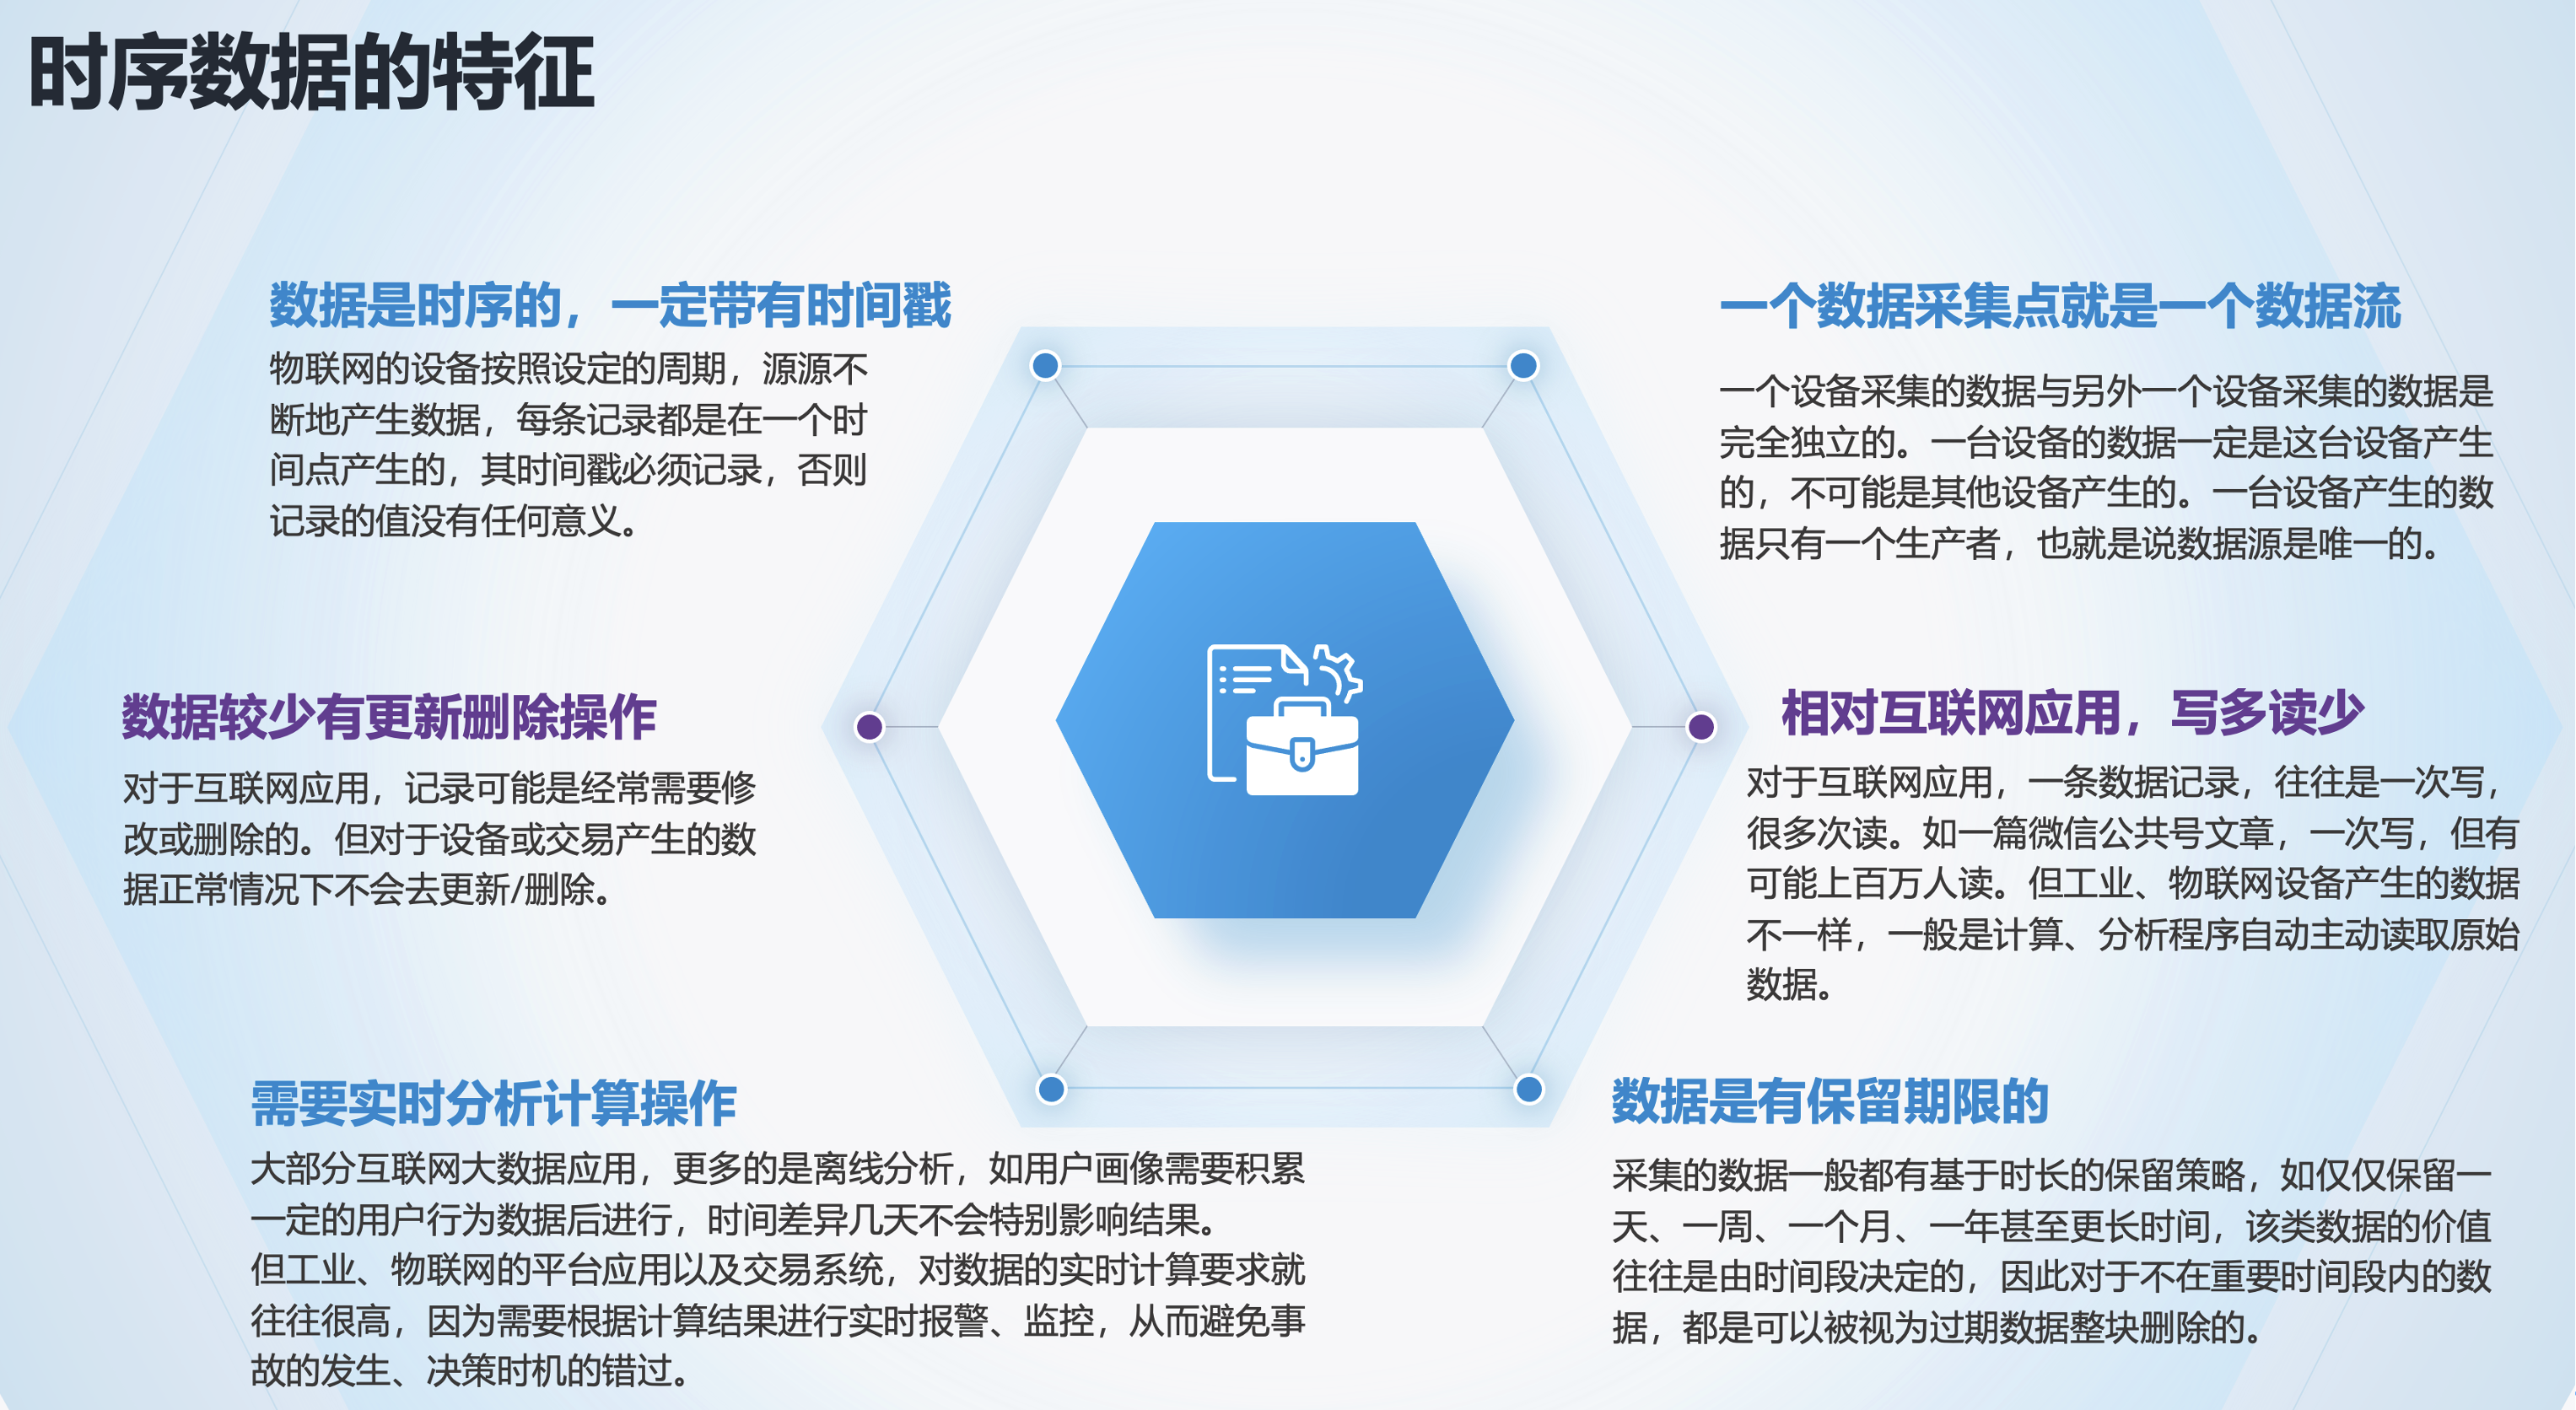 时序数据的特征
数据是时序的，一定带有时间戳
物联网的设备按照设定的周期，源源不
断地产生数据，每条记录都是在一个时
间点产生的，其时间戳必须记录，否则
记录的值没有任何意义。
一个数据采集点就是一个数据流
一个设备采集的数据与另外一个设备采集的数据是
完全独立的。一台设备的数据一定是这台设备产生
的，不可能是其他设备产生的。一台设备产生的数
据只有一个生产者，也就是说数据源是唯一的。
数据较少有更新删除操作
对于互联网应用，记录可能是经常需要修
改或删除的。但对于设备或交易产生的数
据正常情况下不会去更新/删除。
相对互联网应用，写多读少
对于互联网应用，一条数据记录，往往是一次写，
很多次读。如一篇微信公共号文章，一次写，但有
可能上百万人读。但工业、物联网设备产生的数据
不一样，一般是计算、分析程序自动主动读取原始
数据。
需要实时分析计算操作
大部分互联网大数据应用，更多的是离线分析，如用户画像需要积累
一定的用户行为数据后进行，时间差异几天不会特别影响结果。
但工业、物联网的平台应用以及交易系统，对数据的实时计算要求就
往往很高，因为需要根据计算结果进行实时报警、监控，从而避免事
故的发生、决策时机的错过。
数据是有保留期限的
采集的数据一般都有基于时长的保留策略，如仅仅保留一
天、一周、一个月、一年甚至更长时间，该类数据的价值
往往是由时间段决定的，因此对于不在重要时间段内的数
据，都是可以被视为过期数据整块删除的。